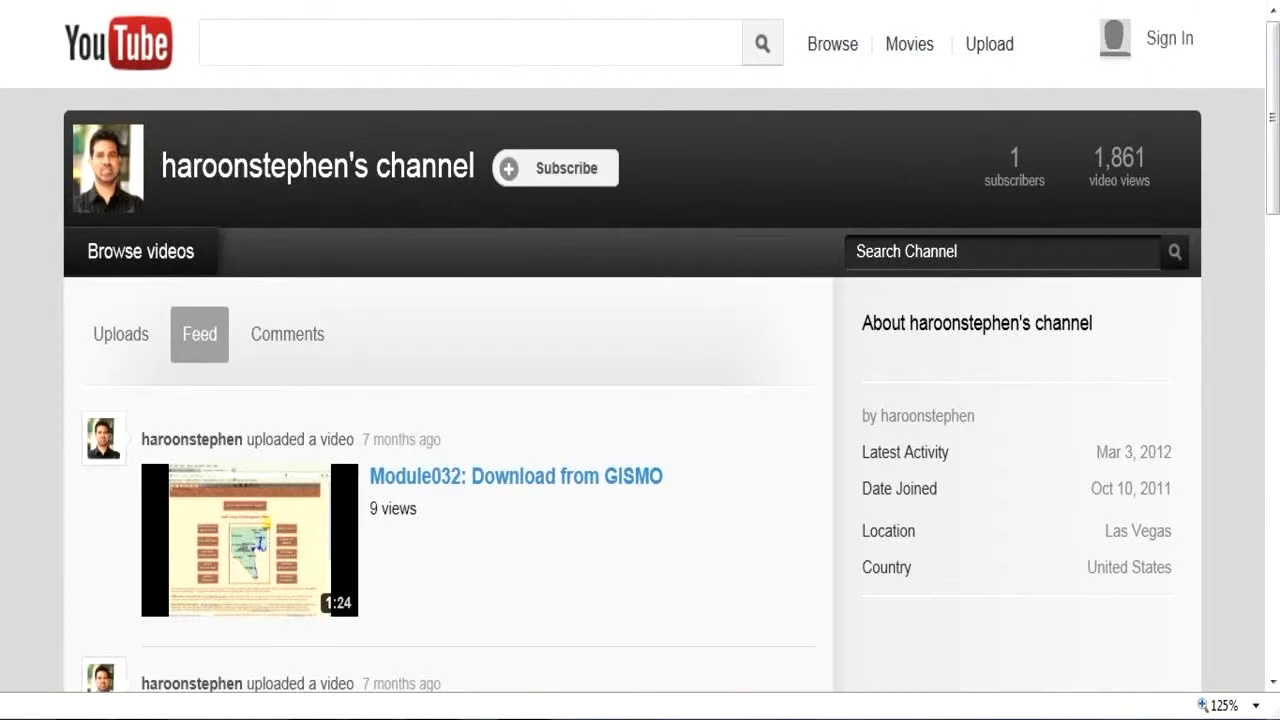 YouTube
Browse Movies Upload Sign In
haroonstephen's channel Subscribe
1 1,861
subscribers video views
Browse videos Search Channel
Uploads Feed Comments
About haroonstephen's channel
by haroonstephen
haroonstephen uploaded a video 7 months ago
Module032: Download from GISMO
9 views
1:24
Latest Activity Mar 3, 2012
Date Joined Oct 10, 2011
Location Las Vegas
Country United States
haroonstephen uploaded a video 7 months ago
125%